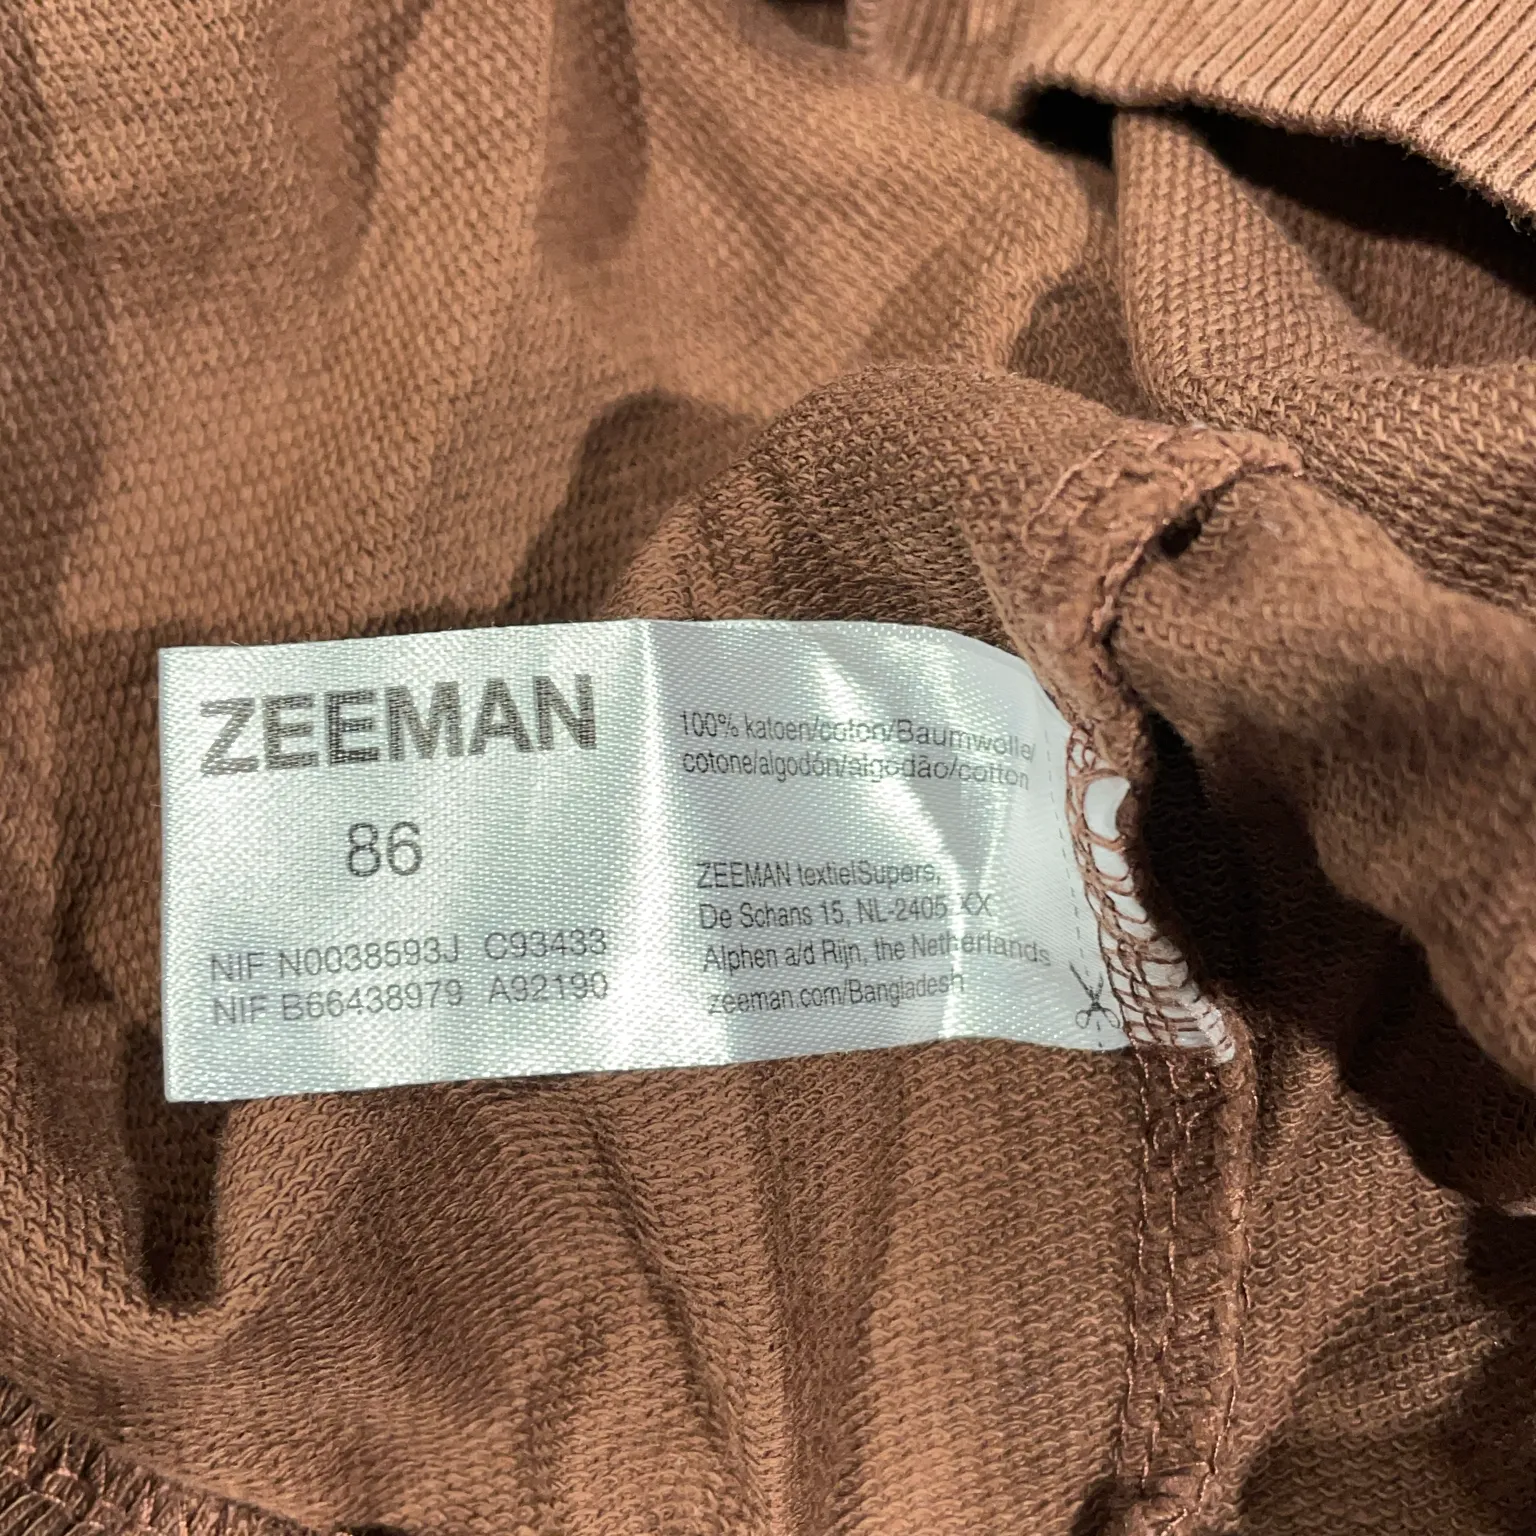 ZEEMAN
86
NIF N0038593J C93433
NIF B66438979 A92190
100% katoen/coton/Baumwolle/
cotone/algodón/algodão/cotton
ZEEMAN textielSupers,
De Schans 15, NL-2405 XX
Alphen a/d Rijn, the Netherlands
zeeman.com/Bangladesh